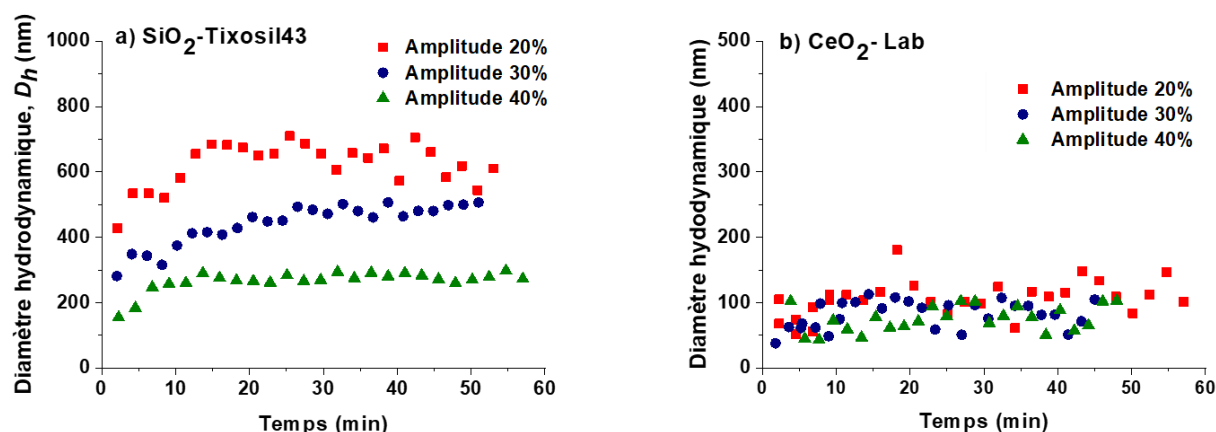 a) SiO2-Tixosil43
Amplitude 20%
Amplitude 30%
Amplitude 40%
Diamètre hydrodynamique, Dh (nm)
1000
800
600
400
200
0
0 10 20 30 40 50 60
Temps (min)
b) CeO2- Lab
Amplitude 20%
Amplitude 30%
Amplitude 40%
Diamètre hydodynamique (nm)
500
400
300
200
100
0
0 10 20 30 40 50 60
Temps (min)